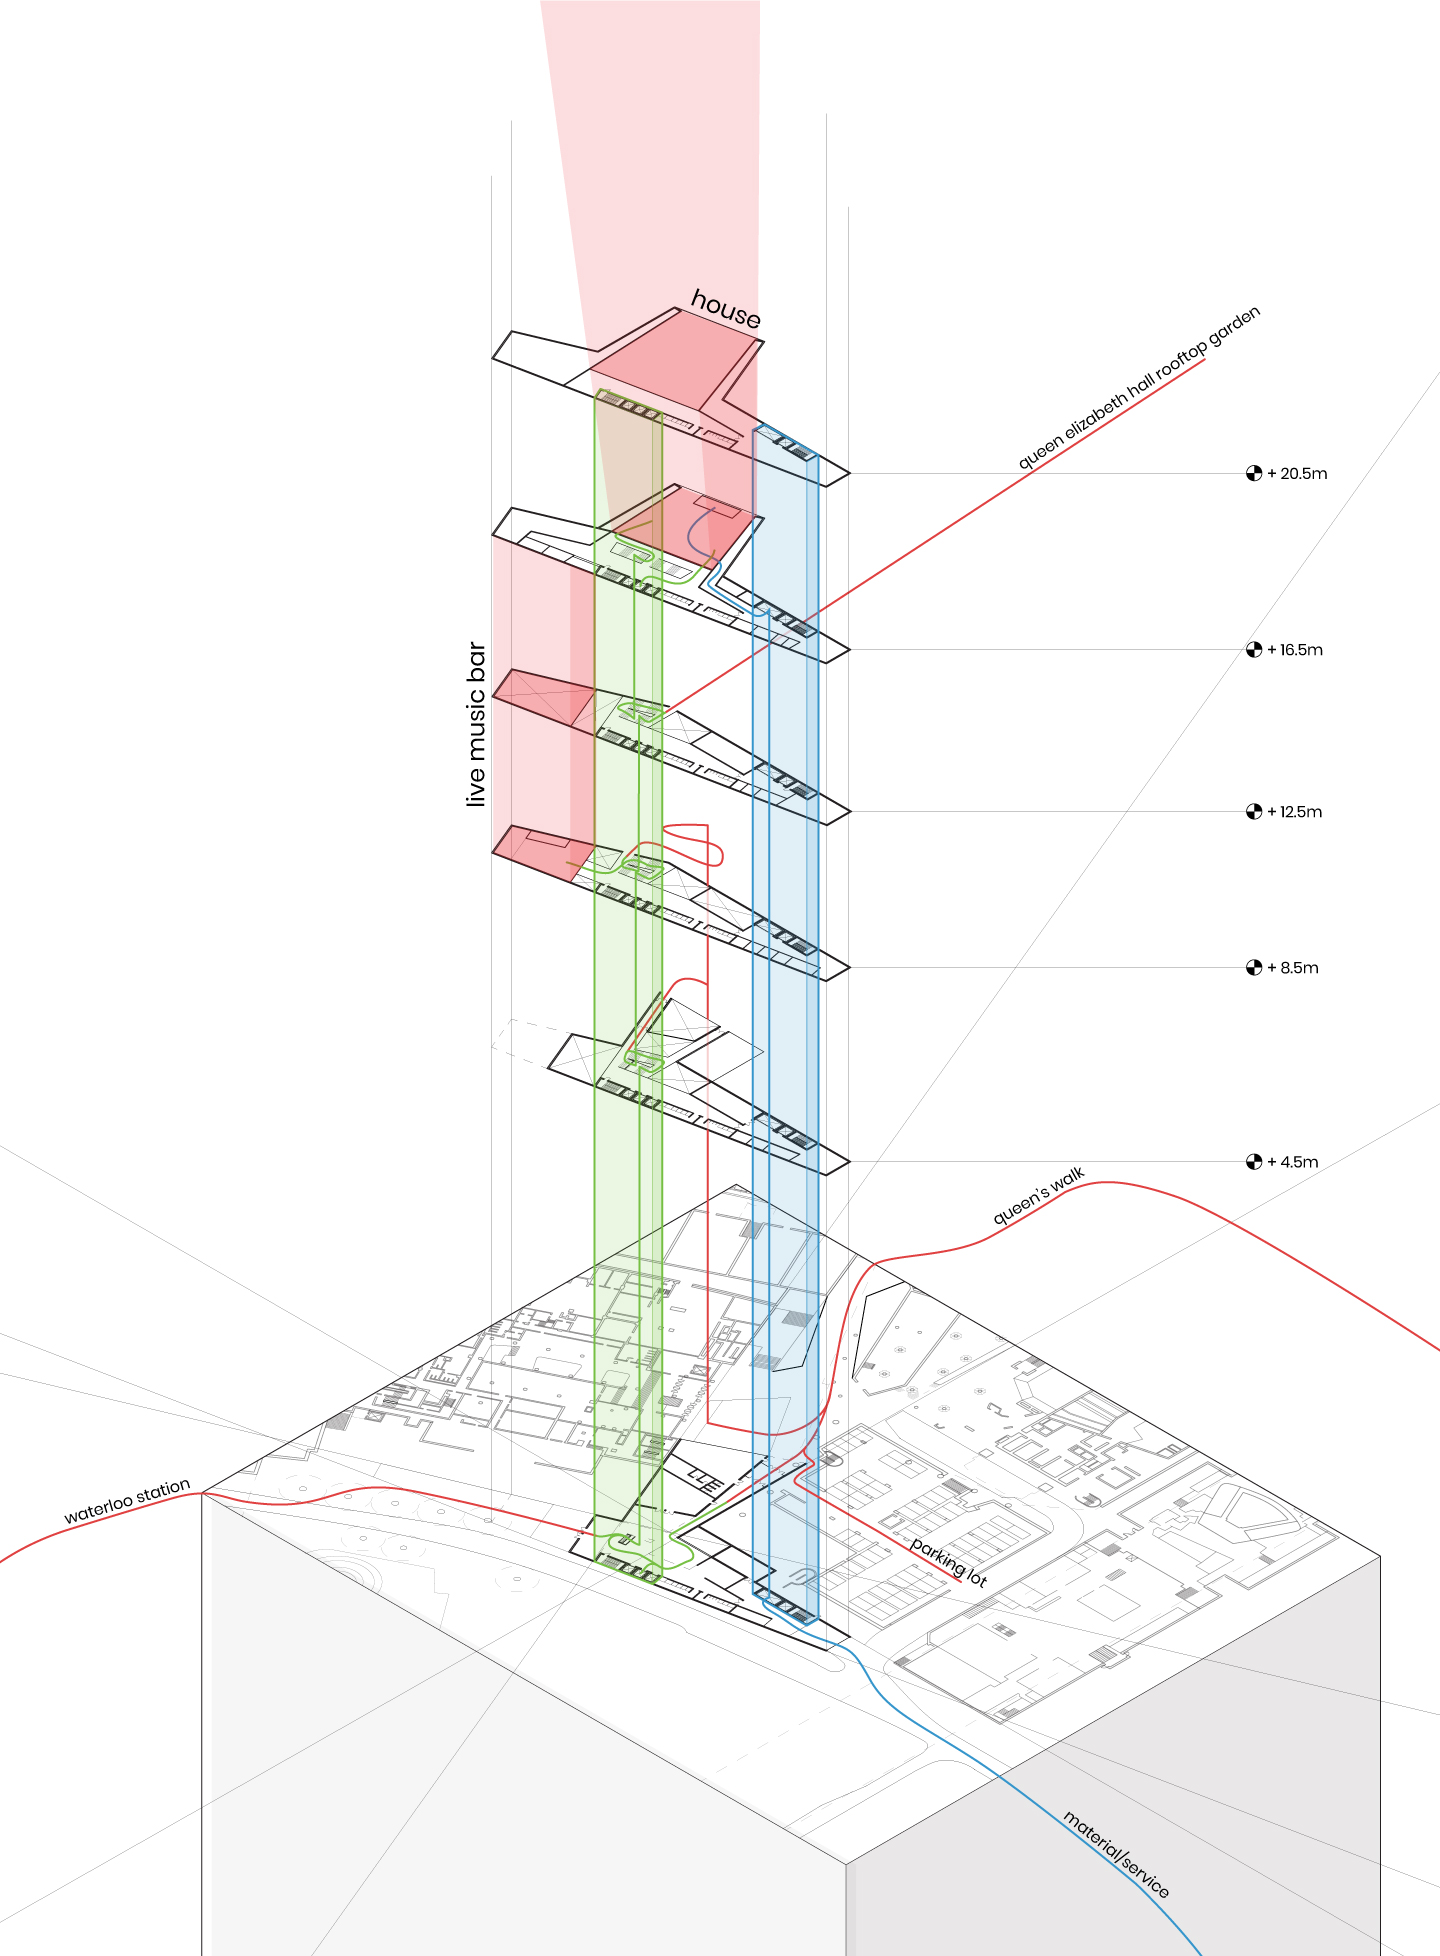 house
queen elizabeth hall rooftop garden
+ 20.5m
+ 16.5m
live music bar
+ 12.5m
+ 8.5m
+ 4.5m
queen's walk
waterloo station
parking lot
material/service